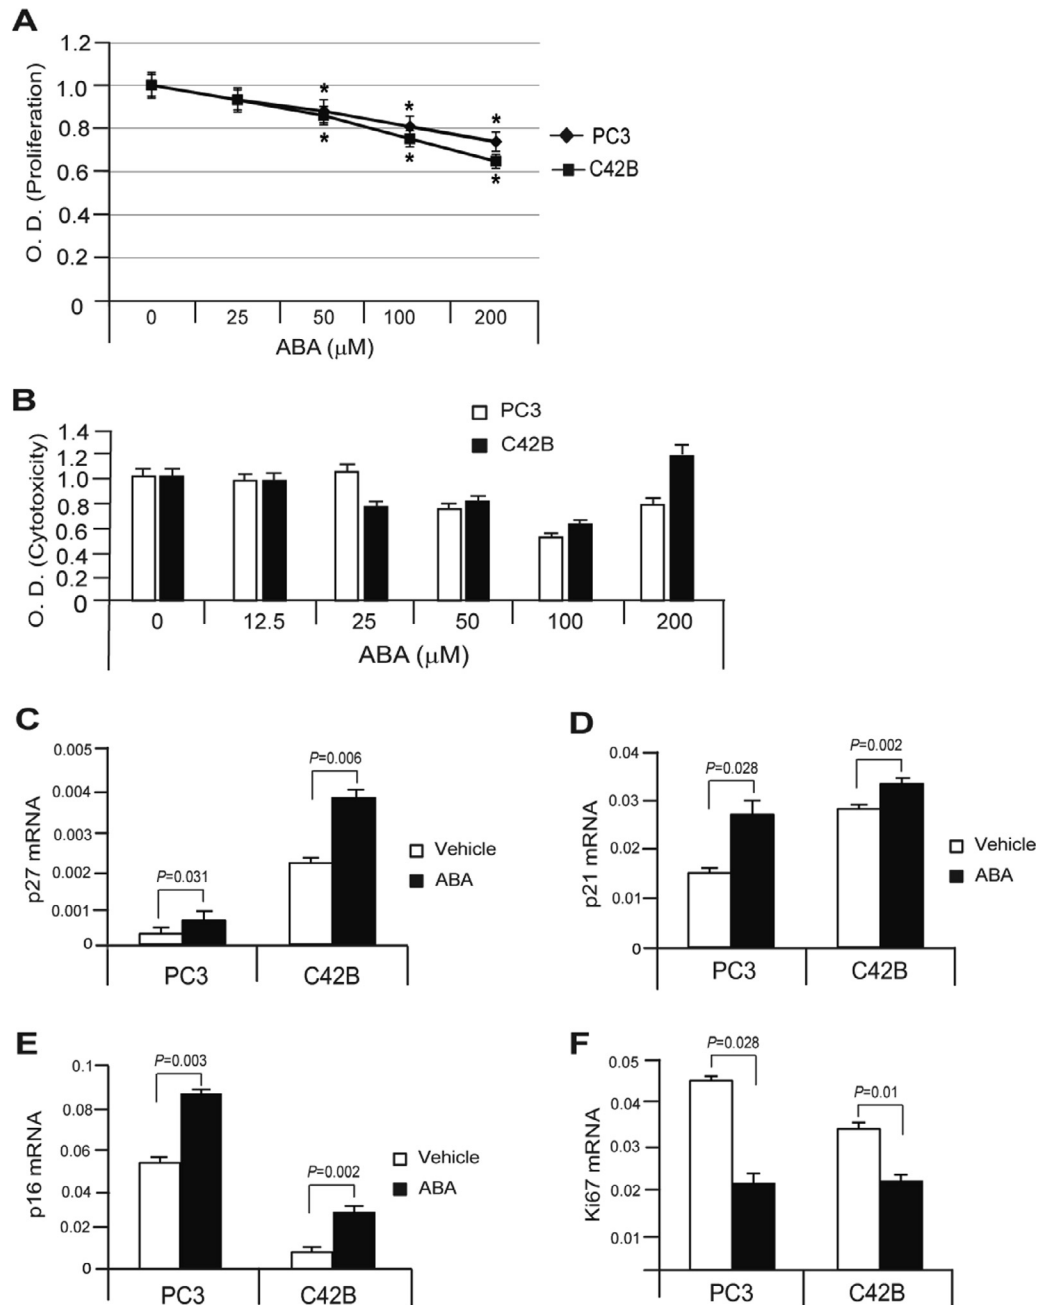 A
O. D. (Proliferation)
1.2
1.0
0.8
0.6
0.4
0.2
0
* * *
* * *
0 25 50 100 200
ABA (μM)
PC3
C42B
B
O. D. (Cytotoxicity)
PC3
C42B
1.4
1.2
1.0
0.8
0.6
0.4
0.2
0
0 12.5 25 50 100 200
ABA (μM)
C
p27 mRNA
0.005
0.004
0.003
0.002
0.001
0
P=0.031
P=0.006
PC3 C42B
Vehicle
ABA
D
p21 mRNA
0.04
0.03
0.02
0.01
0
P=0.028
P=0.002
PC3 C42B
Vehicle
ABA
E
p16 mRNA
0.1
0.08
0.06
0.04
0.02
0
P=0.003
P=0.002
PC3 C42B
Vehicle
ABA
F
Ki67 mRNA
0.05
0.04
0.03
0.02
0.01
P=0.028
P=0.01
PC3 C42B